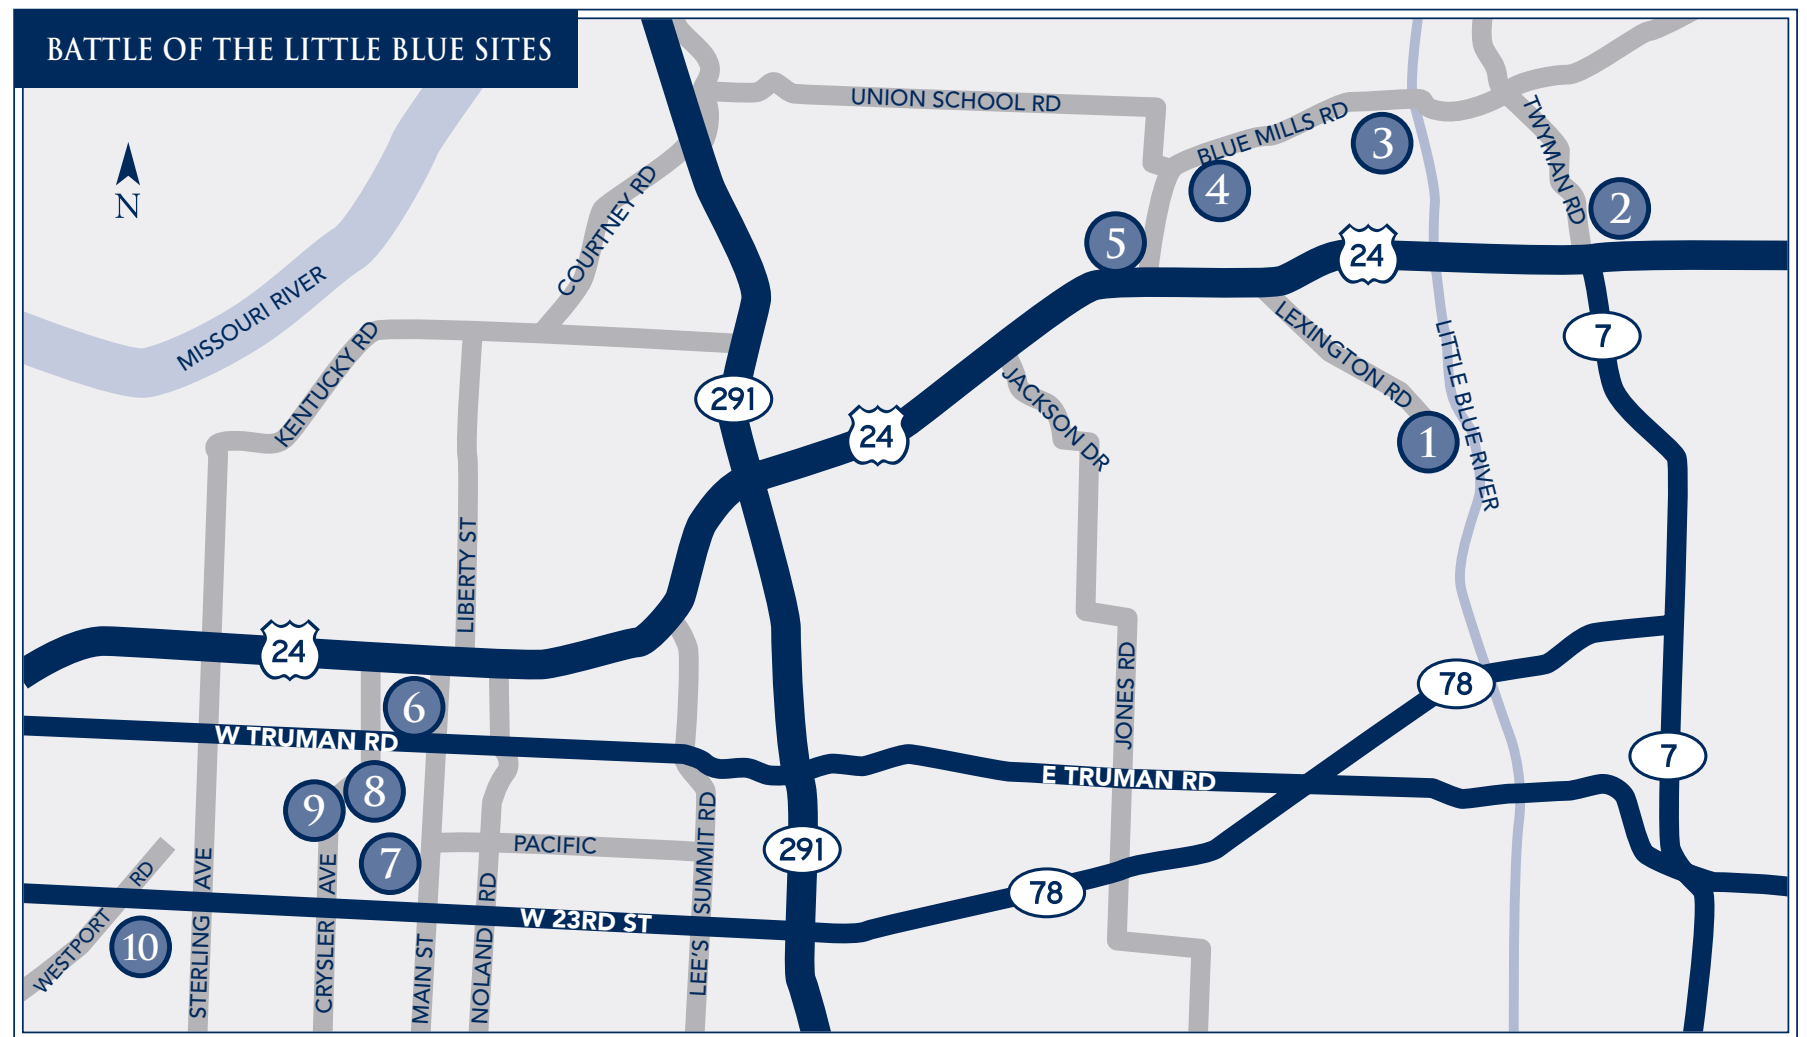 BATTLE OF THE LITTLE BLUE SITES
UNION SCHOOL RD
BLUE MILLS RD
TWYMAN RD
3
4
2
5
N
COURTNEY RD
24
MISSOURI RIVER
KENTUCKY RD
LEXINGTON RD
LITTLE BLUE RIVER
7
291
24
JACKSON DR
1
LIBERTY ST
24
JONES RD
78
6
W TRUMAN RD
E TRUMAN RD
7
8
9
7
PACIFIC
291
LEE'S SUMMIT RD
WESTPORT RD
STERLING AVE
CRYSLER AVE
MAIN ST
NOLAND RD
W 23RD ST
78
10